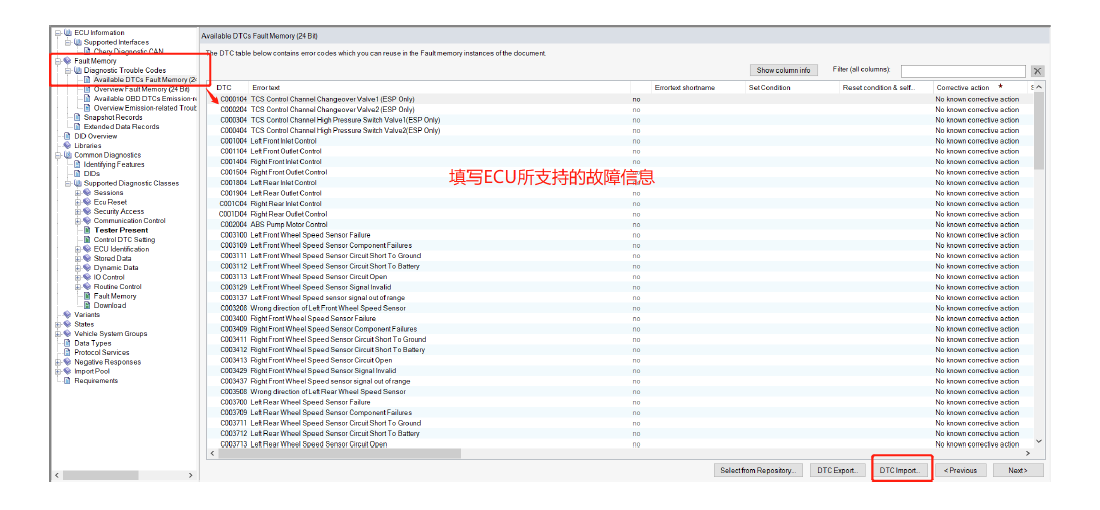 ECU Information
Supported Interfaces
Chery Diagnostic CAN
Fault Memory
Diagnostic Trouble Codes
Available DTCs Fault Memory (24
Overview Fault Memory (24 Bit)
Available OBD DTCs Emission-re
Overview Emission-related Troub
Snapshot Records
Extended Data Records
DID Overview
Libraries
Common Diagnostics
Identifying Features
DIDs
Supported Diagnostic Classes
Sessions
Ecu Reset
Security Access
Communication Control
Tester Present
Control DTC Setting
ECU Identification
Stored Data
Dynamic Data
IO Control
Routine Control
Fault Memory
Download
Variants
States
Vehicle System Groups
Data Types
Protocol Services
Negative Responses
Import Pool
Requirements
Available DTCs Fault Memory (24 Bit)
The DTC table below contains error codes which you can reuse in the Fault memory instances of the document.
Show column info Filter (all columns):
DTC Error text Errortext shortname Set Condition Reset condition & self... Corrective action * S
C000104 TCS Control Channel Changeover Valve1 (ESP Only) no No known corrective action
C000204 TCS Control Channel Changeover Valve2 (ESP Only) no No known corrective action
C000304 TCS Control Channel High Pressure Switch Valve1(ESP Only) no No known corrective action
C000404 TCS Control Channel High Pressure Switch Valve2(ESP Only) no No known corrective action
C001004 Left Front Inlet Control no No known corrective action
C001104 Left Front Outlet Control no No known corrective action
C001404 Right Front Inlet Control no No known corrective action
C001504 Right Front Outlet Control no No known corrective action
填写ECU所支持的故障信息
C001804 Left Rear Inlet Control no No known corrective action
C001904 Left Rear Outlet Control no No known corrective action
C001C04 Right Rear Inlet Control no No known corrective action
C001D04 Right Rear Outlet Control no No known corrective action
C002004 ABS Pump Motor Control no No known corrective action
C003100 Left Front Wheel Speed Sensor Failure no No known corrective action
C003109 Left Front Wheel Speed Sensor Component Failures no No known corrective action
C003111 Left Front Wheel Speed Sensor Circuit Short To Ground no No known corrective action
C003112 Left Front Wheel Speed Sensor Circuit Short To Battery no No known corrective action
C003113 Left Front Wheel Speed Sensor Circuit Open no No known corrective action
C003129 Left Front Wheel Speed Sensor Signal Invalid no No known corrective action
C003137 Left Front Wheel Speed sensor signal out of range no No known corrective action
C003208 Wrong direction of Left Front Wheel Speed Sensor no No known corrective action
C003400 Right Front Wheel Speed Sensor Failure no No known corrective action
C003409 Right Front Wheel Speed Sensor Component Failures no No known corrective action
C003411 Right Front Wheel Speed Sensor Circuit Short To Ground no No known corrective action
C003412 Right Front Wheel Speed Sensor Circuit Short To Battery no No known corrective action
C003413 Right Front Wheel Speed Sensor Circuit Open no No known corrective action
C003429 Right Front Wheel Speed Sensor Signal Invalid no No known corrective action
C003437 Right Front Wheel Speed sensor signal out of range no No known corrective action
C003508 Wrong direction of Left Rear Wheel Speed Sensor no No known corrective action
C003700 Left Rear Wheel Speed Sensor Failure no No known corrective action
C003709 Left Rear Wheel Speed Sensor Component Failures no No known corrective action
C003711 Left Rear Wheel Speed Sensor Circuit Short To Ground no No known corrective action
C003712 Left Rear Wheel Speed Sensor Circuit Short To Battery no No known corrective action
C003713 Left Rear Wheel Speed Sensor Circuit Open no No known corrective action
Select from Repository... DTC Export... DTC Import... < Previous Next >